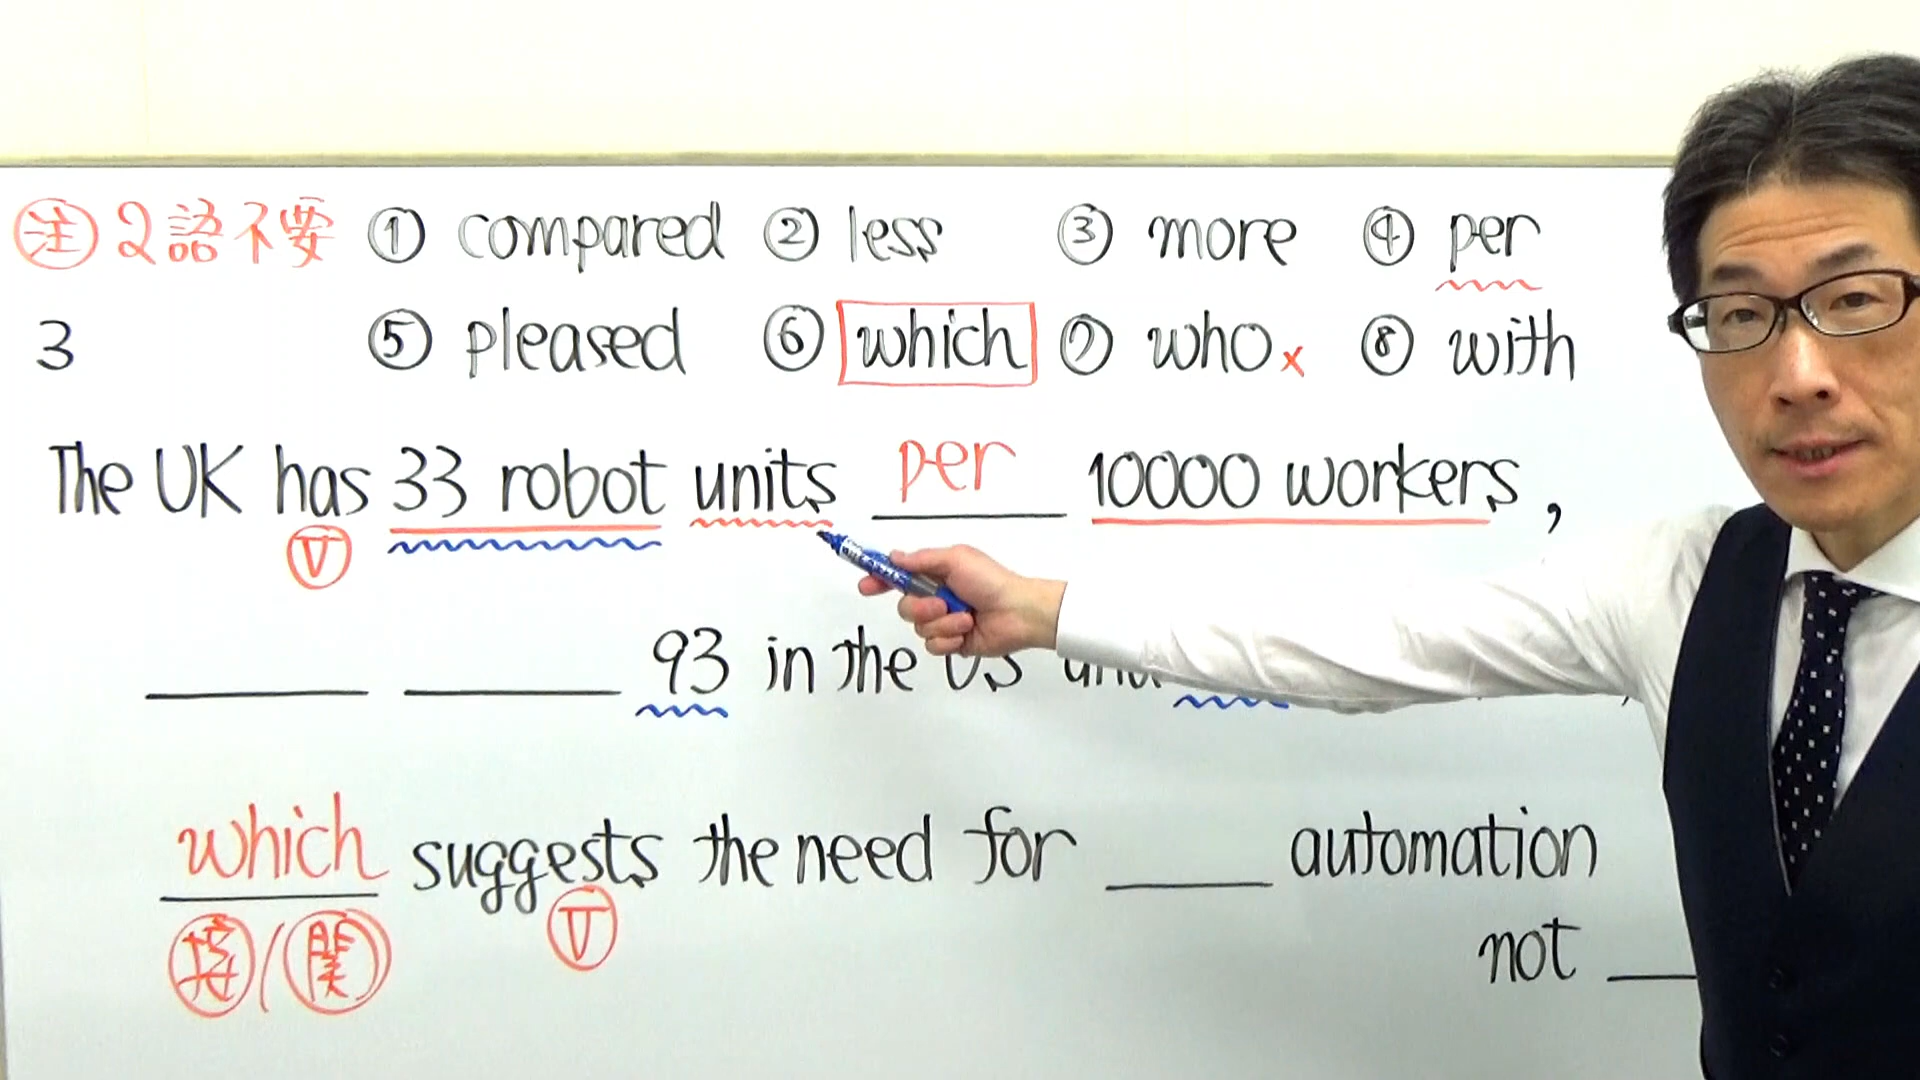 注 2語不要 ① compared ② less ③ more ④ per
3 ⑤ pleased ⑥ which ⑦ who × ⑧ with
The UK has 33 robot units per 10000 workers,
V
93 in the US
which suggests the need for ____ automation
接/関 V
not